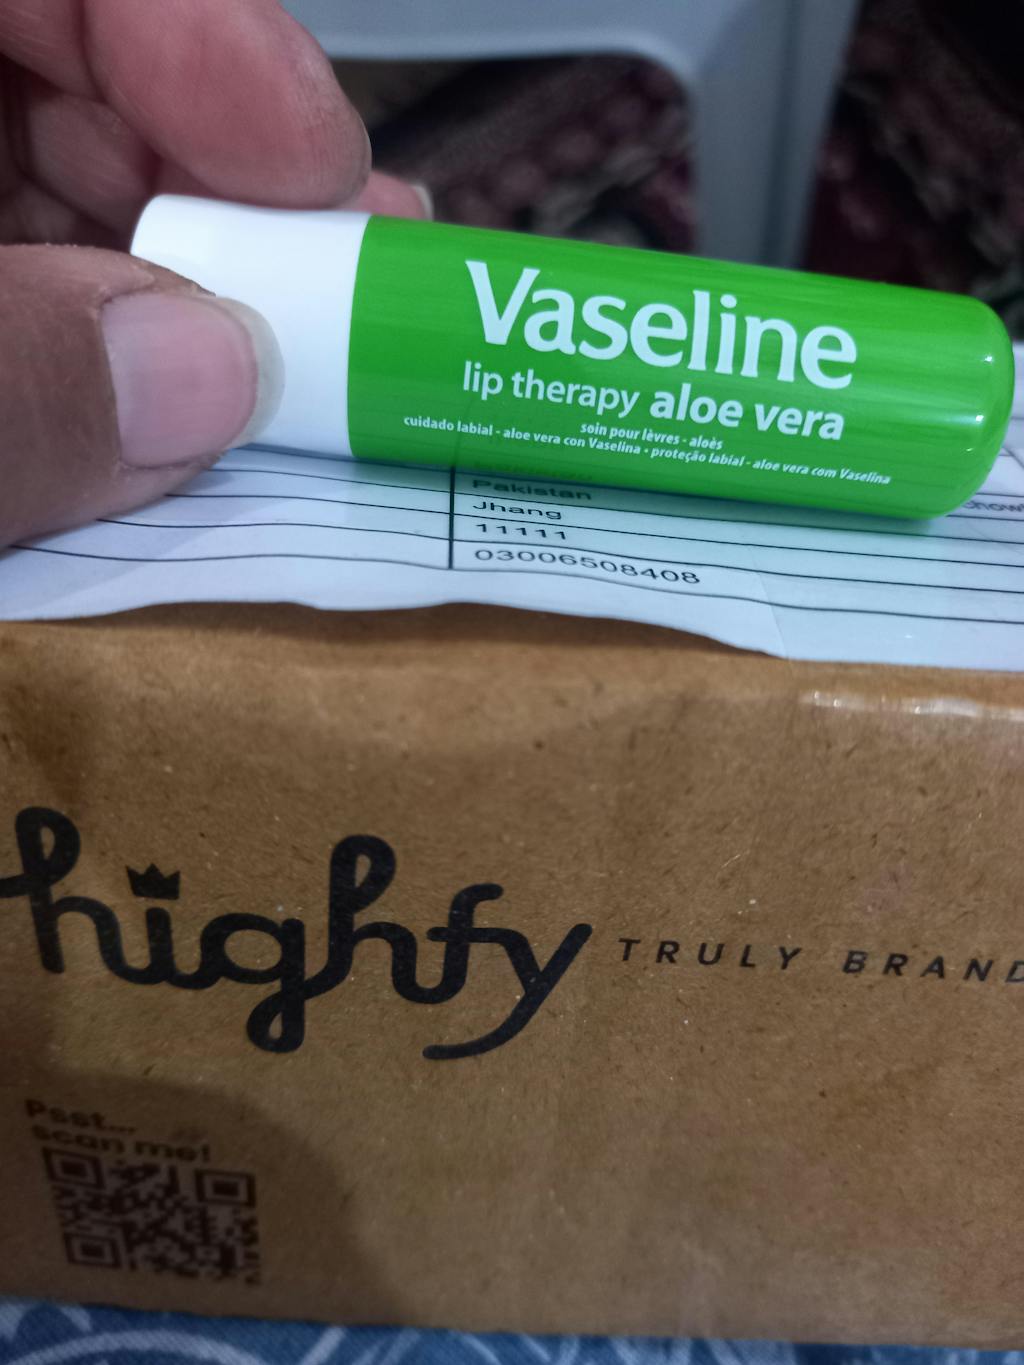 Vaseline
lip therapy aloe vera
soin pour lèvres - aloès
cuidado labial - aloe vera con Vaselina • proteção labial - aloe vera com Vaselina
Pakistan
Jhang
11111
03006508408
highfy TRULY BRAND
Psst...
scan me!